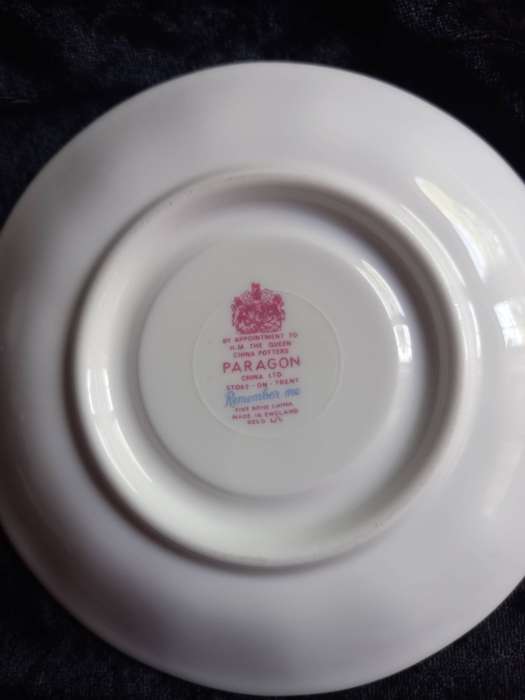 BY APPOINTMENT TO
H.M. THE QUEEN
CHINA POTTERS
PARAGON
CHINA LTD.
STOKE-ON-TRENT
Remember me
FINE BONE CHINA
MADE IN ENGLAND
REGD